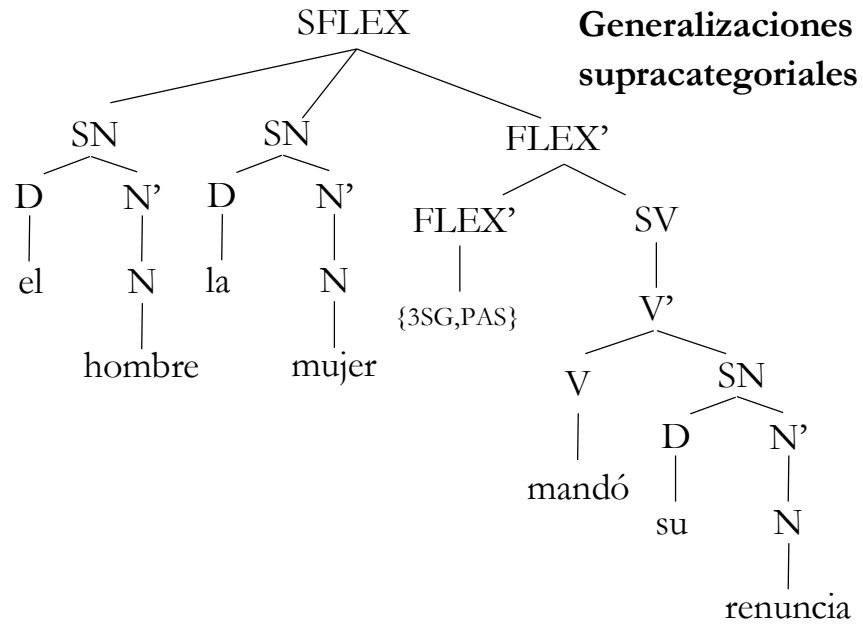 SFLEX
Generalizaciones
supracategoriales
SN SN FLEX’
D N’ D N’ FLEX’ SV
el N la N {3SG,PAS} V’
hombre mujer V SN
D N’
mandó
su N
renuncia